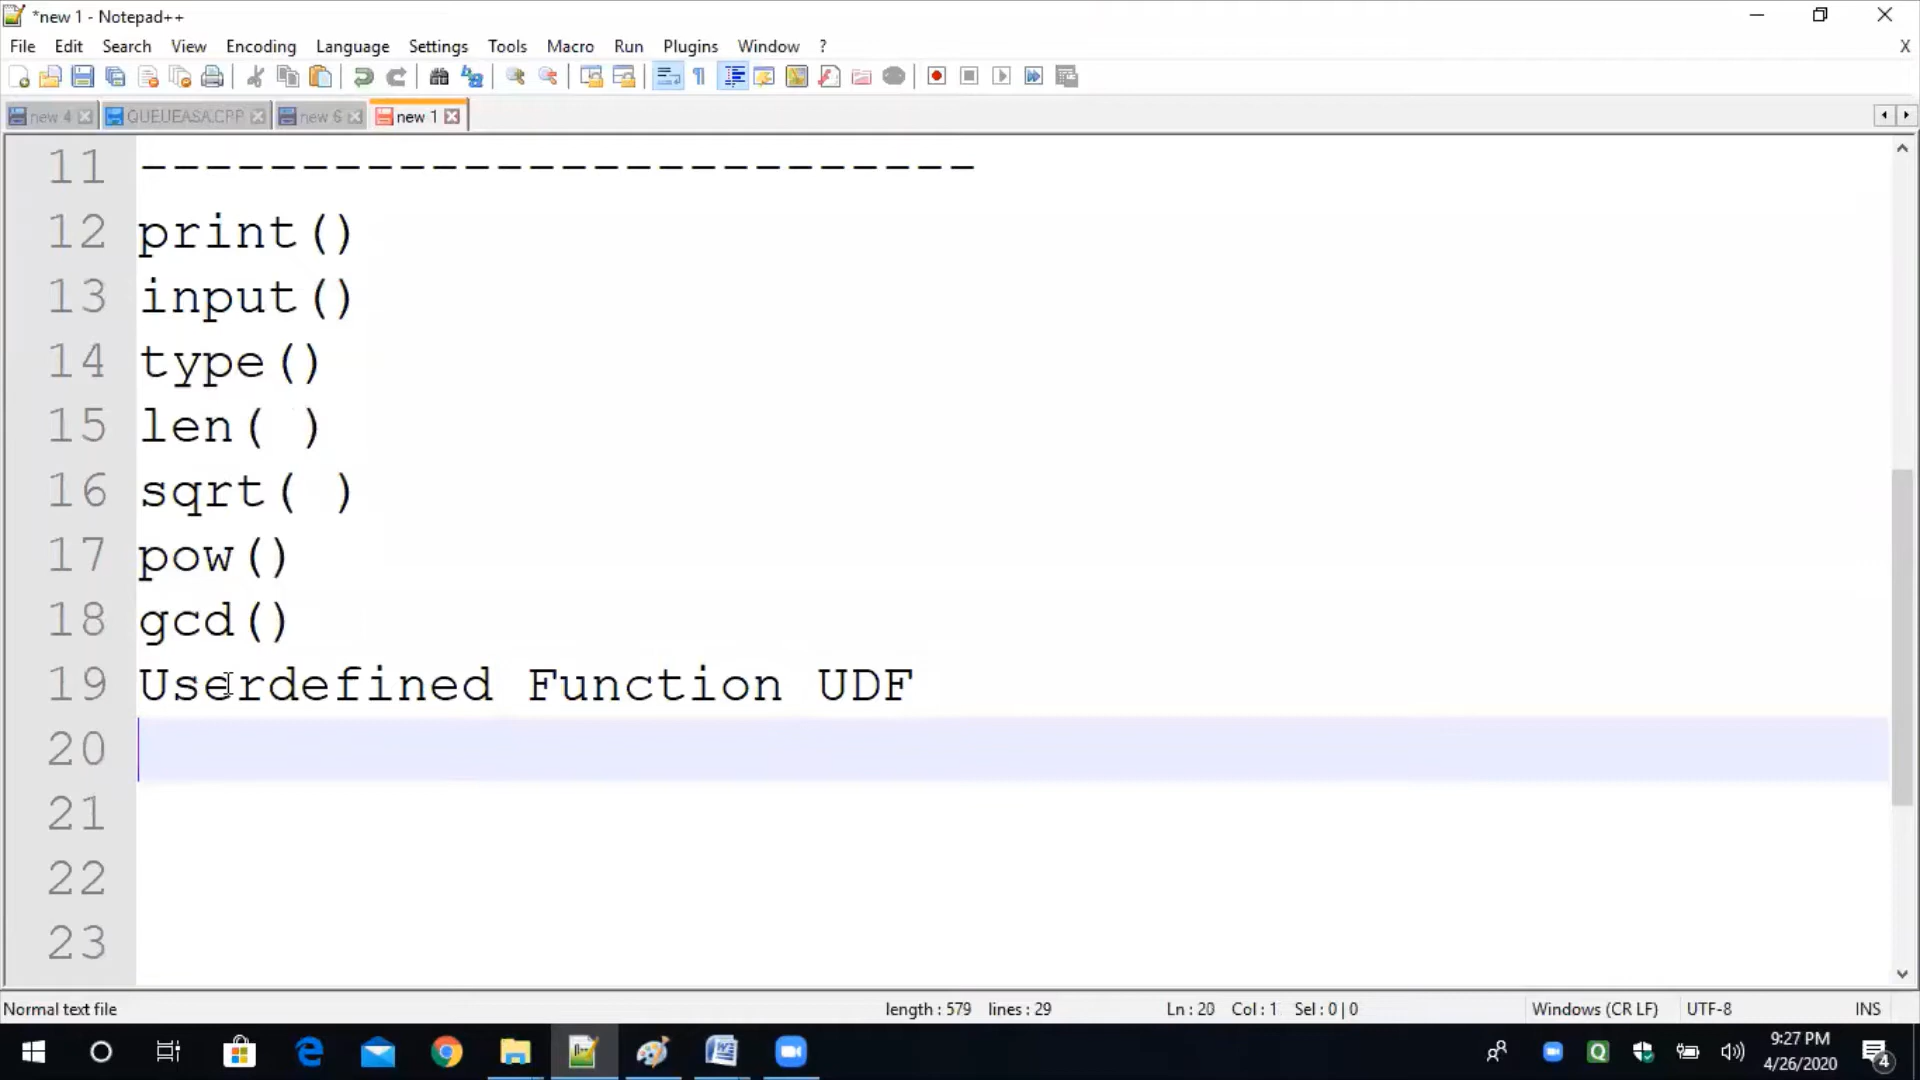 *new 1 - Notepad++
File Edit Search View Encoding Language Settings Tools Macro Run Plugins Window ? X
new 4 QUEUEASA.CPP new 6 new 1
11 --------------------------
12 print()
13 input()
14 type()
15 len( )
16 sqrt( )
17 pow()
18 gcd()
19 Userdefined Function UDF
20
21
22
23
Normal text file length : 579 lines : 29 Ln : 20 Col : 1 Sel : 0 | 0 Windows (CR LF) UTF-8 INS
9:27 PM
4/26/2020
4